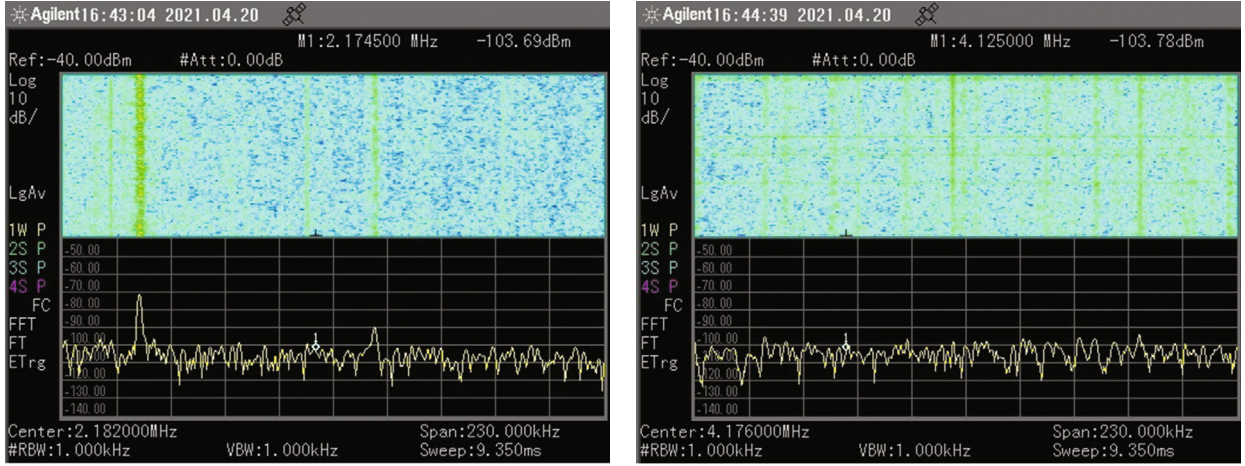 Agilent 16:43:04 2021.04.20
M1:2.174500 MHz -103.69dBm
Ref:-40.00dBm #Att:0.00dB
Log
10
dB/
LgAv
1W P
2S P
3S P
4S P
FC
FFT
FT
ETrg
-50.00
-60.00
-70.00
-80.00
-90.00
-100.00
-120.00
-130.00
-140.00
1
Center:2.182000MHz Span:230.000kHz
#RBW:1.000kHz VBW:1.000kHz Sweep:9.350ms
Agilent 16:44:39 2021.04.20
M1:4.125000 MHz -103.78dBm
Ref:-40.00dBm #Att:0.00dB
Log
10
dB/
LgAv
1W P
2S P
3S P
4S P
FC
FFT
FT
ETrg
-50.00
-60.00
-70.00
-80.00
-90.00
-100.00
-120.00
-130.00
-140.00
1
Center:4.176000MHz Span:230.000kHz
#RBW:1.000kHz VBW:1.000kHz Sweep:9.350ms